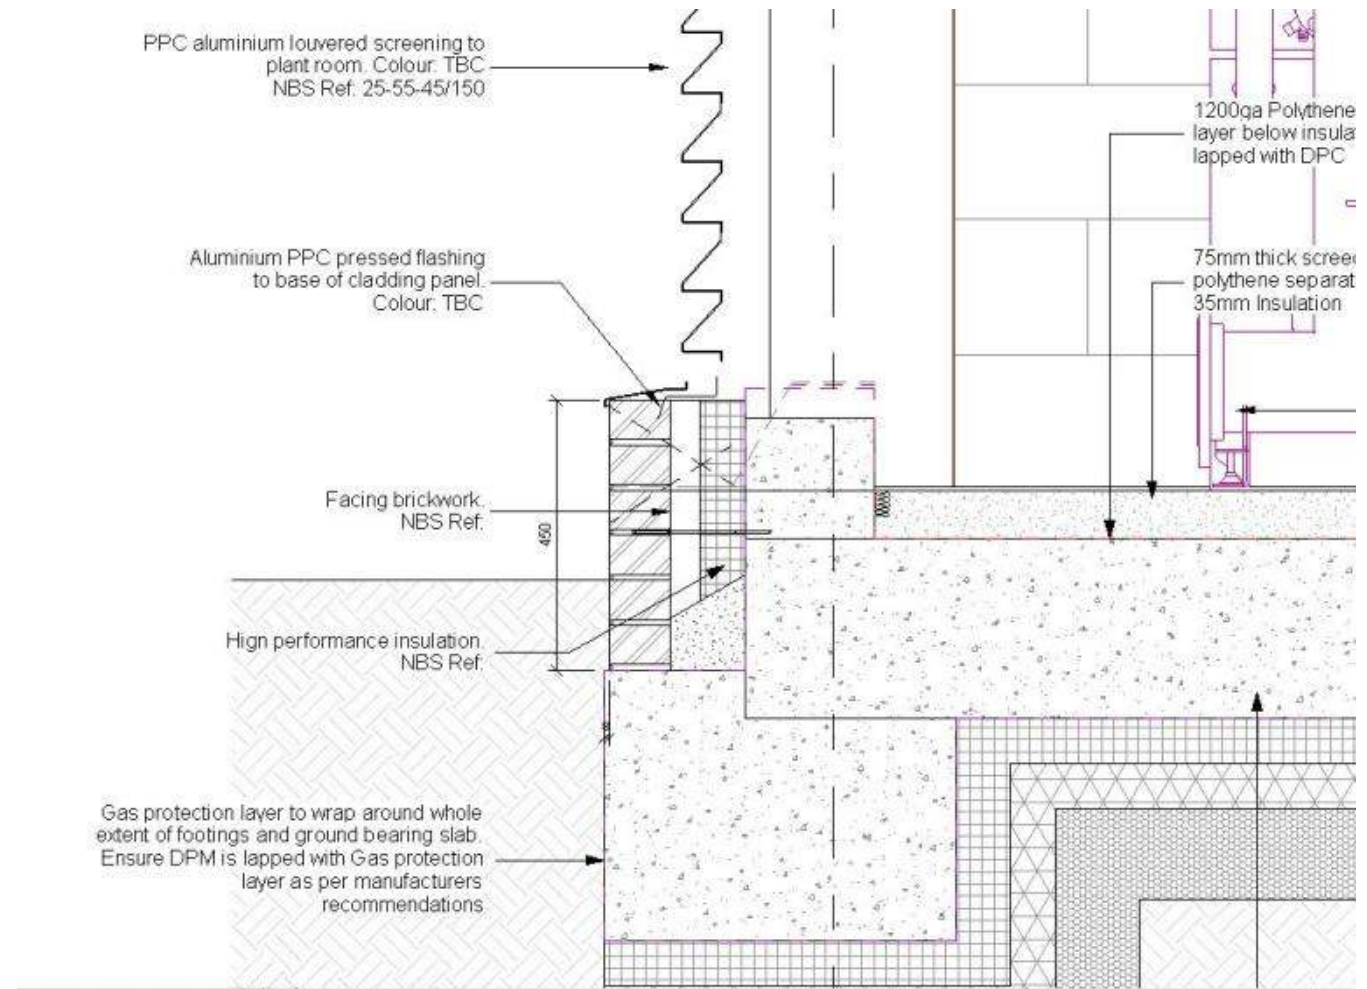 PPC aluminium louvered screening to
plant room. Colour: TBC
NBS Ref: 25-55-45/150
1200ga Polythene
layer below insula
lapped with DPC
Aluminium PPC pressed flashing
to base of cladding panel.
Colour: TBC
75mm thick screed
polythene separat
35mm Insulation
Facing brickwork.
NBS Ref:
450
Hign performance insulation.
NBS Ref:
Gas protection layer to wrap around whole
extent of footings and ground bearing slab.
Ensure DPM is lapped with Gas protection
layer as per manufacturers
recommendations